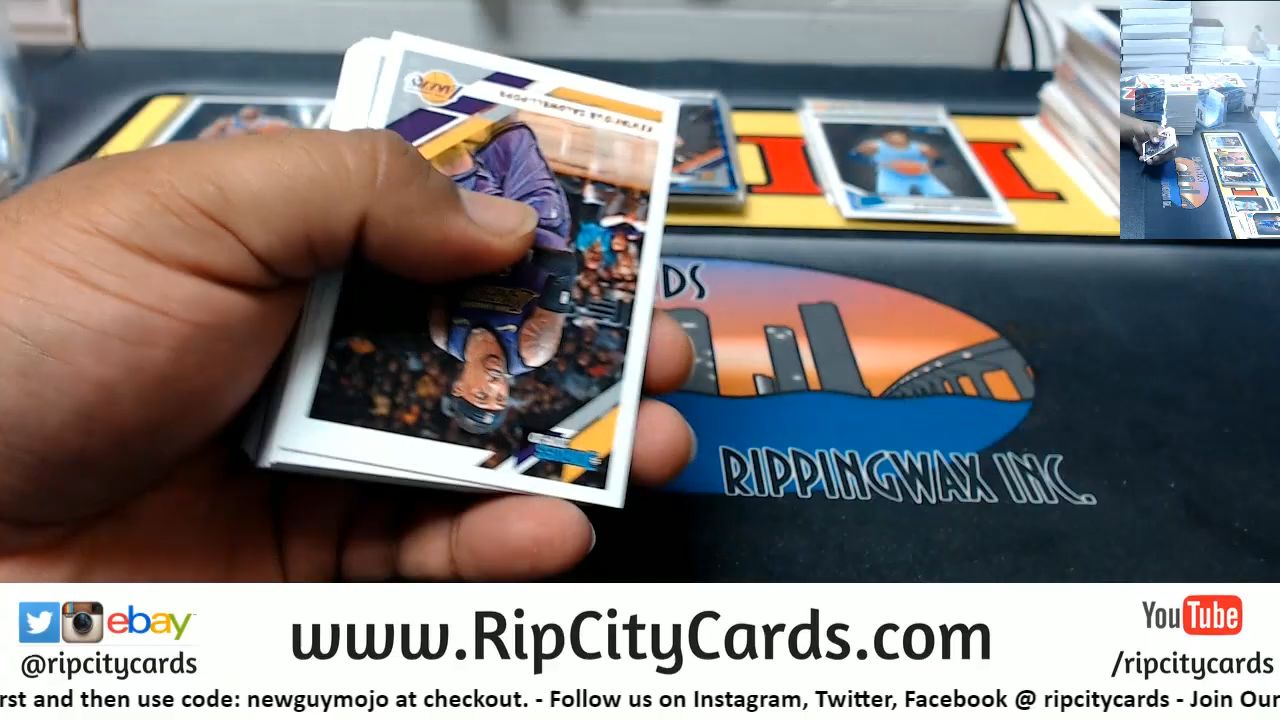 DS
RIPPINGWAX INC.
ebay
@ripcitycards
www.RipCityCards.com
YouTube
/ripcitycards
rst and then use code: newguymojo at checkout. - Follow us on Instagram, Twitter, Facebook @ ripcitycards - Join Our